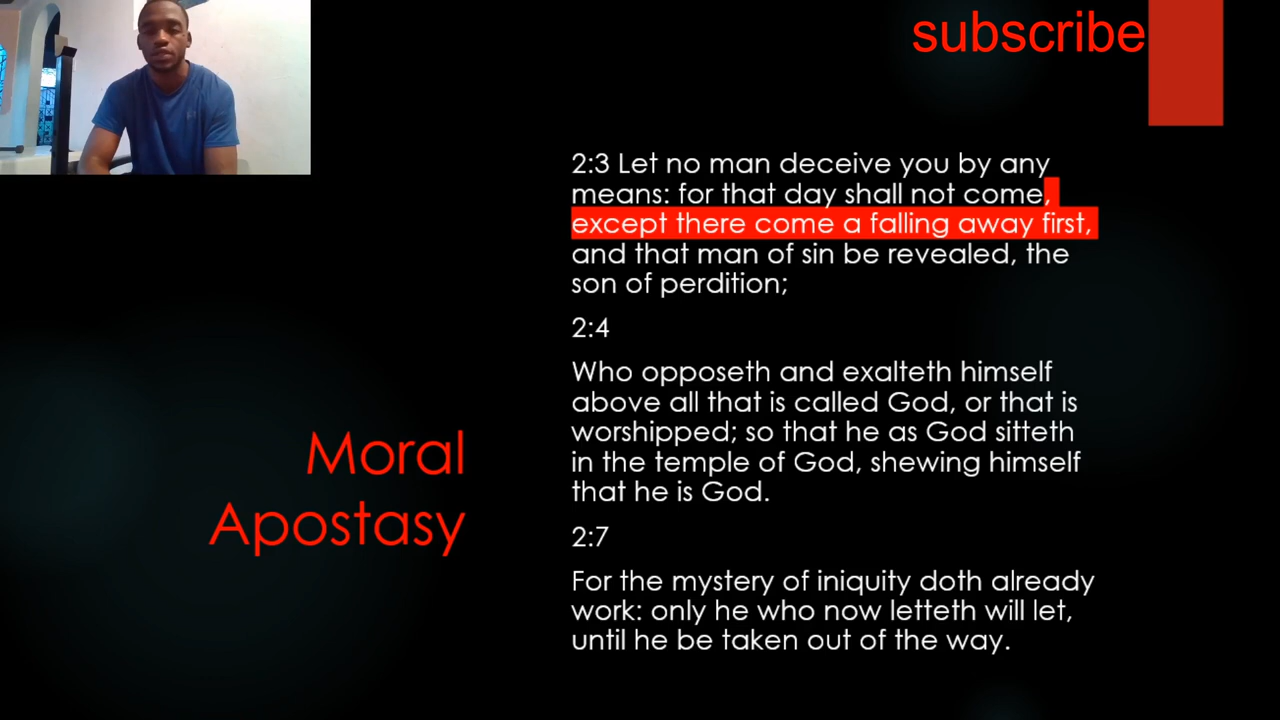 subscribe
2:3 Let no man deceive you by any
means: for that day shall not come,
except there come a falling away first,
and that man of sin be revealed, the
son of perdition;
2:4
Who opposeth and exalteth himself
above all that is called God, or that is
worshipped; so that he as God sitteth
in the temple of God, shewing himself
that he is God.
2:7
For the mystery of iniquity doth already
work: only he who now letteth will let,
until he be taken out of the way.
Moral
Apostasy